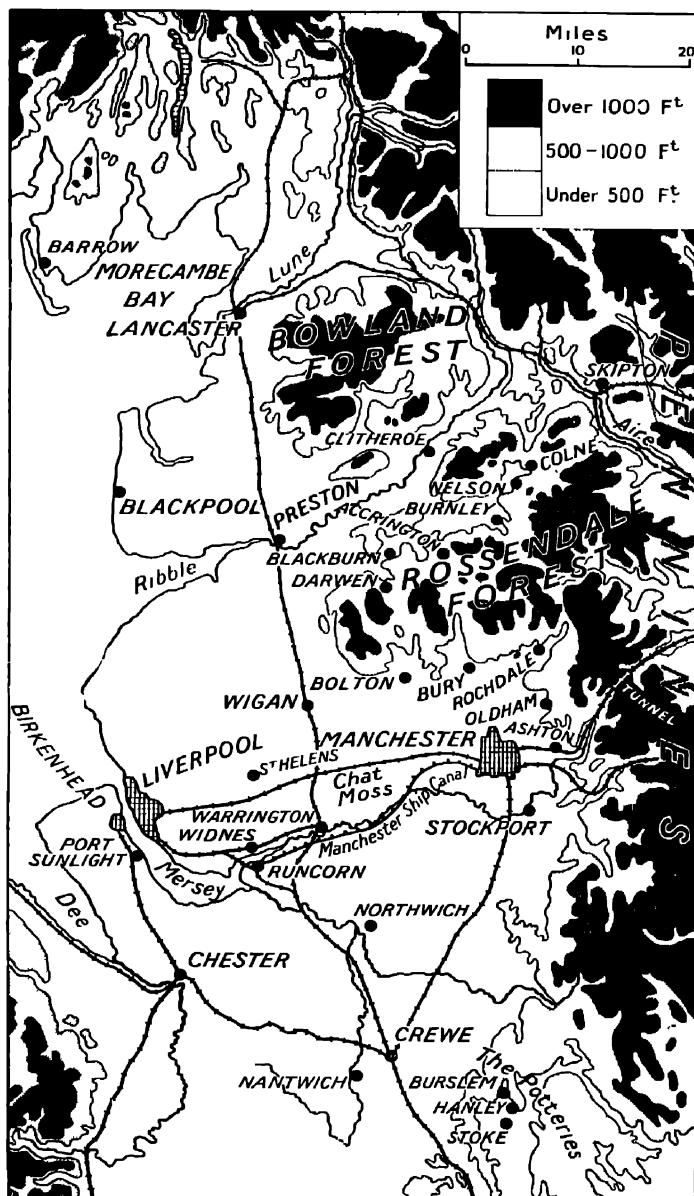 Miles
0 10 20
Over 1000 Ft
500-1000 Ft
Under 500 Ft.
BARROW
MORECAMBE
BAY
Lune
LANCASTER
BOWLAND
FOREST
SKIPTON
PENNINES
Aire
CLITHEROE
COLNE
BLACKPOOL
PRESTON
NELSON
BURNLEY
ACCRINGTON
Ribble
BLACKBURN
DARWEN
ROSSENDALE
FOREST
BOLTON
BURY
ROCHDALE
WIGAN
OLDHAM
TUNNEL
BIRKENHEAD
LIVERPOOL
ST HELENS
MANCHESTER
ASHTON
Chat
Moss
Manchester Ship Canal
WARRINGTON
WIDNES
STOCKPORT
PORT
SUNLIGHT
Mersey
RUNCORN
Dee
NORTHWICH
CHESTER
CREWE
NANTWICH
The Potteries
BURSLEM
HANLEY
STOKE